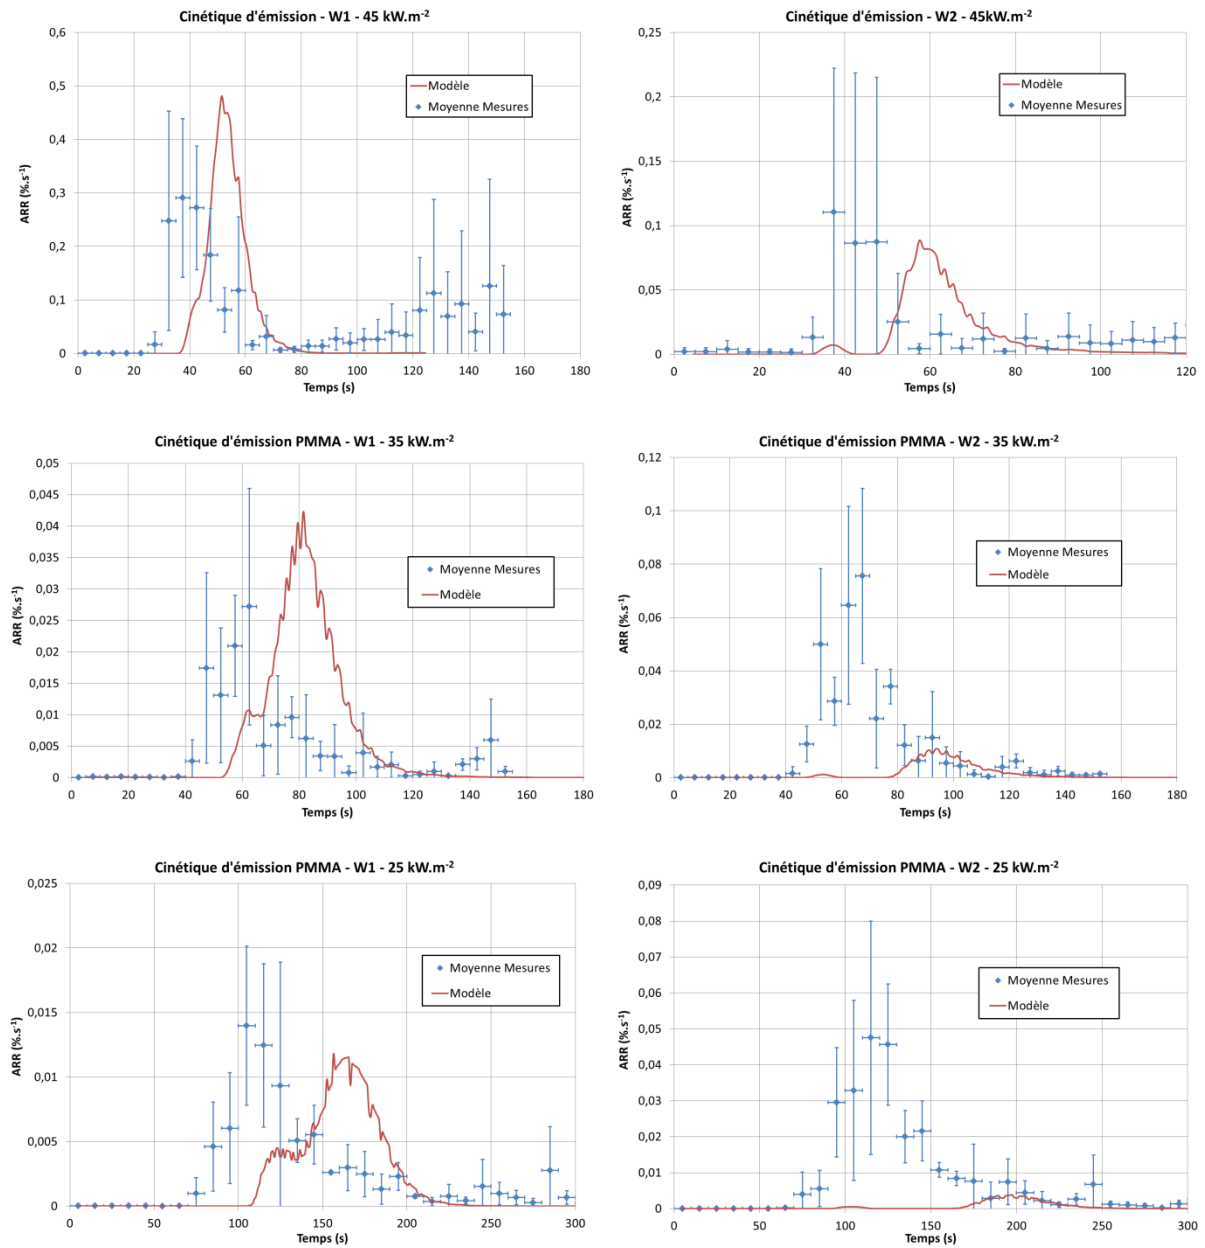 Cinétique d'émission - W1 - 45 kW.m-2
0,6
0,5
0,4
0,3
0,2
0,1
0
ARR (%.s-1)
Modèle
Moyenne Mesures
0 20 40 60 80 100 120 140 160 180
Temps (s)
Cinétique d'émission - W2 - 45kW.m-2
0,25
0,2
0,15
0,1
0,05
0
ARR (%.s-1)
Modèle
Moyenne Mesures
0 20 40 60 80 100 120
Temps (s)
Cinétique d'émission PMMA - W1 - 35 kW.m-2
0,05
0,045
0,04
0,035
0,03
0,025
0,02
0,015
0,01
0,005
0
ARR (%.s-1)
Moyenne Mesures
Modèle
0 20 40 60 80 100 120 140 160 180
Temps (s)
Cinétique d'émission PMMA - W2 - 35 kW.m-2
0,12
0,1
0,08
0,06
0,04
0,02
0
ARR (%.s-1)
Moyenne Mesures
Modèle
0 20 40 60 80 100 120 140 160 180
Temps (s)
Cinétique d'émission PMMA - W1 - 25 kW.m-2
0,025
0,02
0,015
0,01
0,005
0
ARR (%.s-1)
Moyenne Mesures
Modèle
0 50 100 150 200 250 300
Temps (s)
Cinétique d'émission PMMA - W2 - 25 kW.m-2
0,09
0,08
0,07
0,06
0,05
0,04
0,03
0,02
0,01
0
ARR (%.s-1)
Moyenne Mesures
Modèle
0 50 100 150 200 250 300
Temps (s)